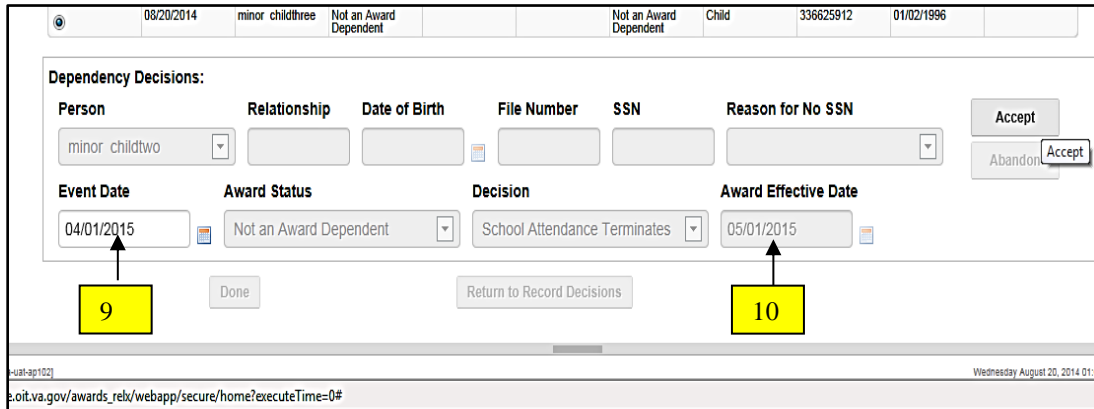 08/20/2014 minor childthree Not an Award Dependent Not an Award Dependent Child 336625912 01/02/1996
Dependency Decisions:
Person Relationship Date of Birth File Number SSN Reason for No SSN
Accept
minor childtwo
Abandon Accept
Event Date Award Status Decision Award Effective Date
04/01/2015 Not an Award Dependent School Attendance Terminates 05/01/2015
Done Return to Record Decisions
9 10
-uat-ap102] Wednesday August 20, 2014 01:
e.oit.va.gov/awards_relx/webapp/secure/home?executeTime=0#